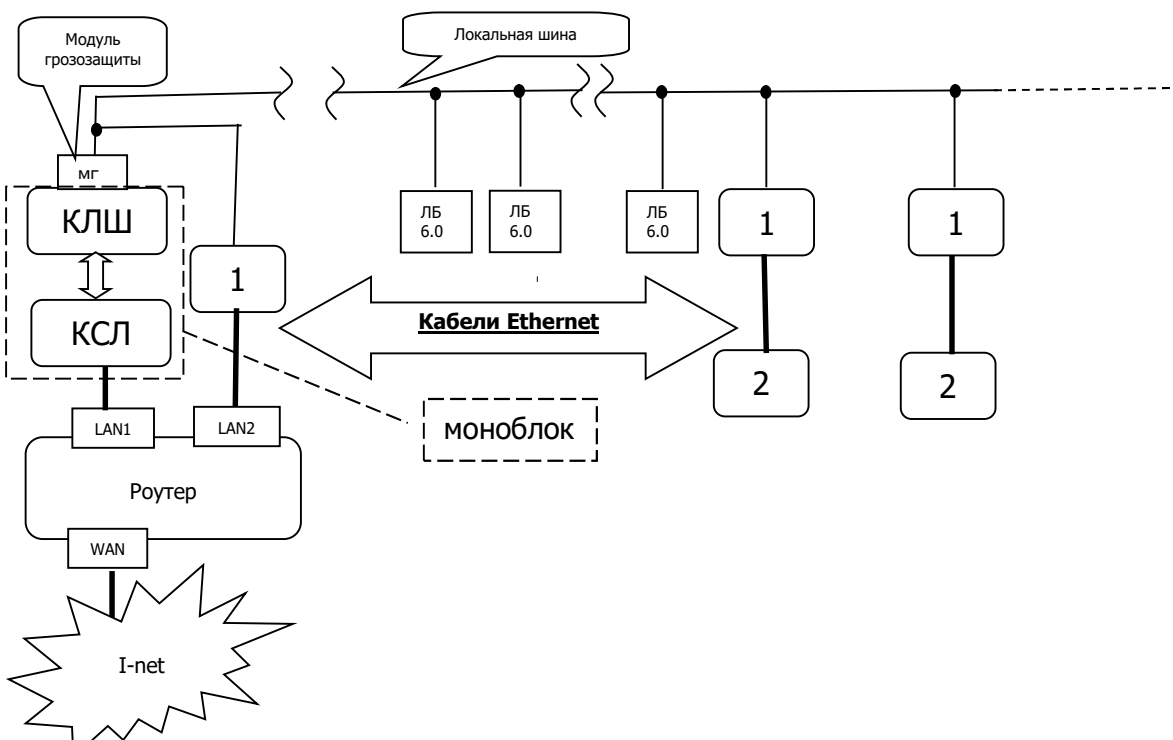 Модуль
грозозащиты
Локальная шина
мг
КЛШ
ЛБ
6.0
ЛБ
6.0
ЛБ
6.0
1
1
1
КСЛ
Кабели Ethernet
2
2
LAN1
LAN2
моноблок
Роутер
WAN
I-net